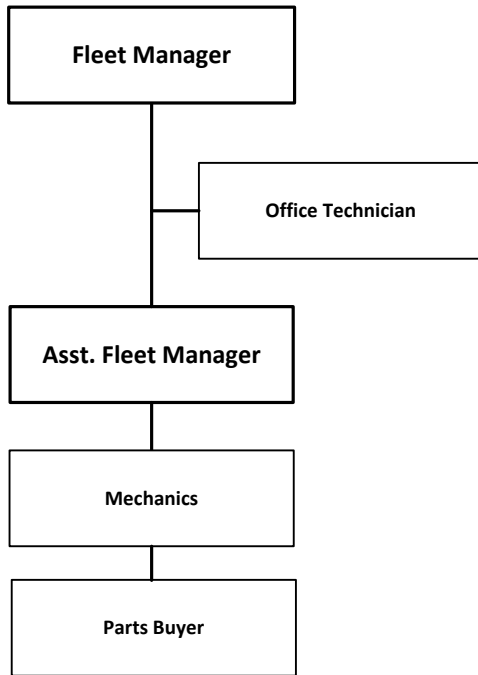 Fleet Manager
Office Technician
Asst. Fleet Manager
Mechanics
Parts Buyer